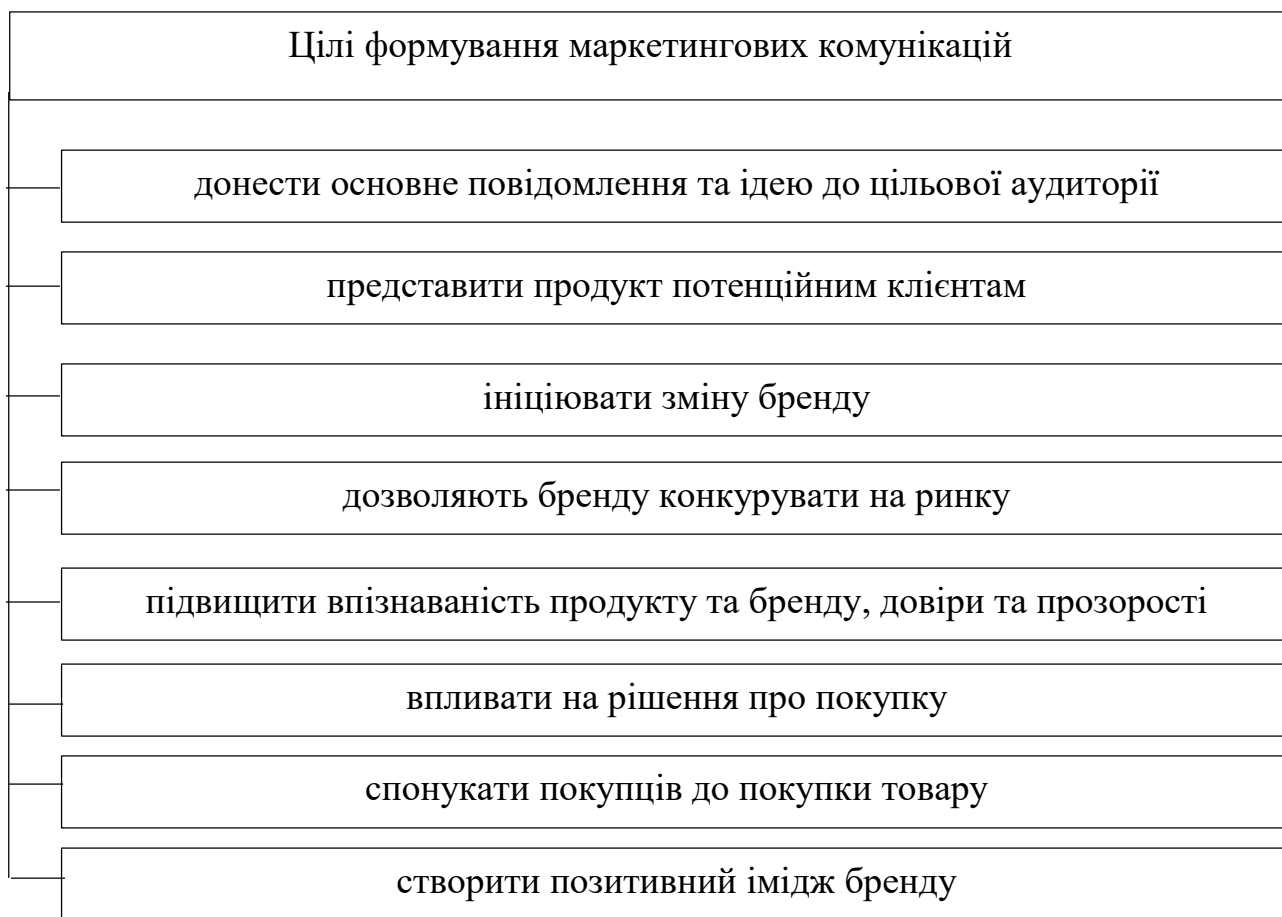 Цілі формування маркетингових комунікацій
донести основне повідомлення та ідею до цільової аудиторії
представити продукт потенційним клієнтам
ініціювати зміну бренду
дозволяють бренду конкурувати на ринку
підвищити впізнаваність продукту та бренду, довіри та прозорості
впливати на рішення про покупку
спонукати покупців до покупки товару
створити позитивний імідж бренду